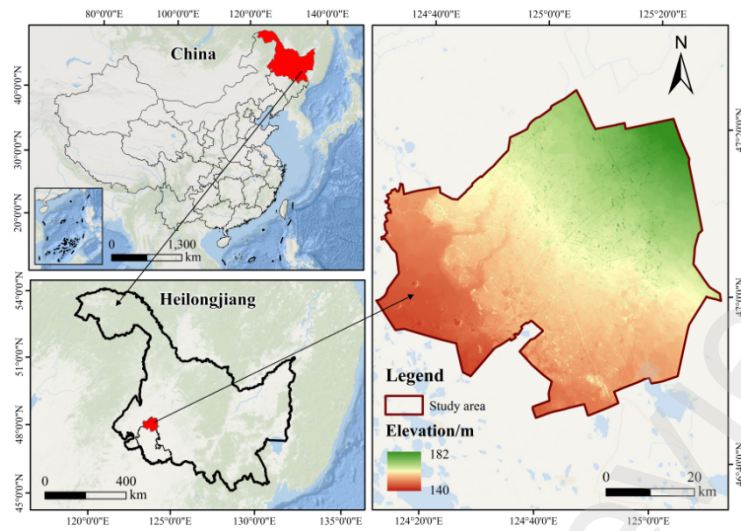 80°0'0"E 100°0'0"E 120°0'0"E 140°0'0"E
China
40°0'0"N
30°0'0"N
20°0'0"N
0 1,300
km
54°0'0"N
Heilongjiang
51°0'0"N
48°0'0"N
45°0'0"N
0 400
km
120°0'0"E 125°0'0"E 130°0'0"E 135°0'0"E
124°40'0"E 125°0'0"E 125°20'0"E
N
Legend
Study area
Elevation/m
182
140
0 20
km
124°20'0"E 124°40'0"E 125°0'0"E